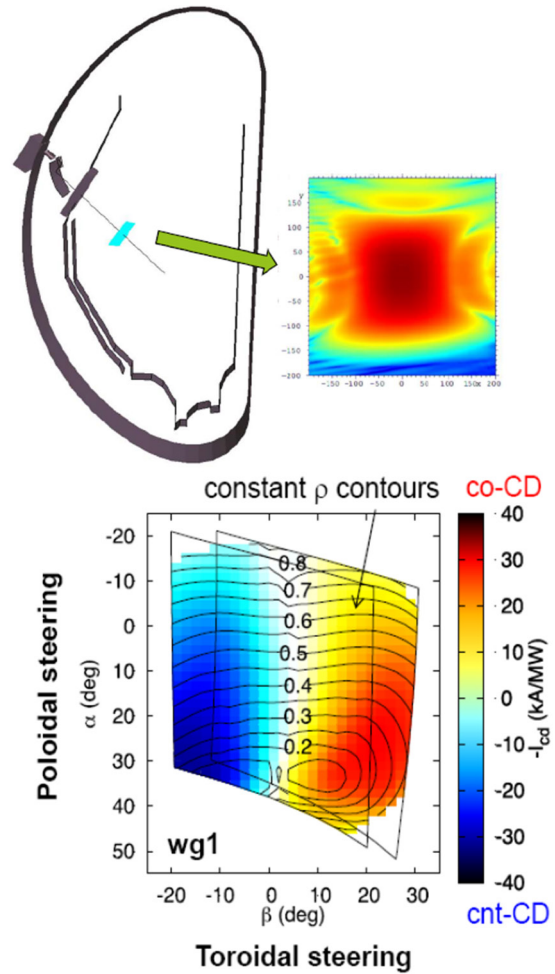 y
150
100
50
0
-50
-100
-150
-200
-150 -100 -50 0 50 100 150x 200
constant ρ contours
co-CD
Poloidal steering
α (deg)
-20
-10
0
10
20
30
40
50
0.8
0.7
0.6
0.5
0.4
0.3
0.2
wg1
-20 -10 0 10 20 30
β (deg)
Toroidal steering
40
30
20
10
0
-10
-20
-30
-40
-I_cd (kA/MW)
cnt-CD